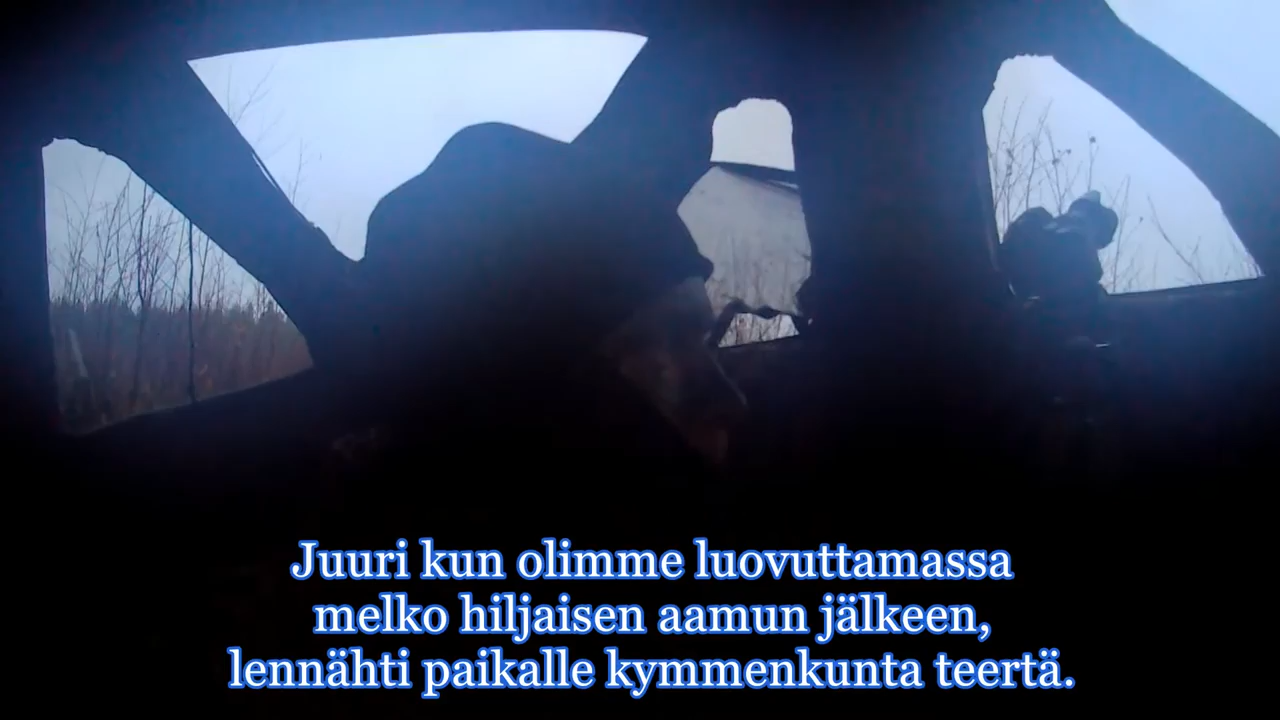 Juuri kun olimme luovuttamassa
melko hiljaisen aamun jälkeen,
lennähti paikalle kymmenkunta teertä.